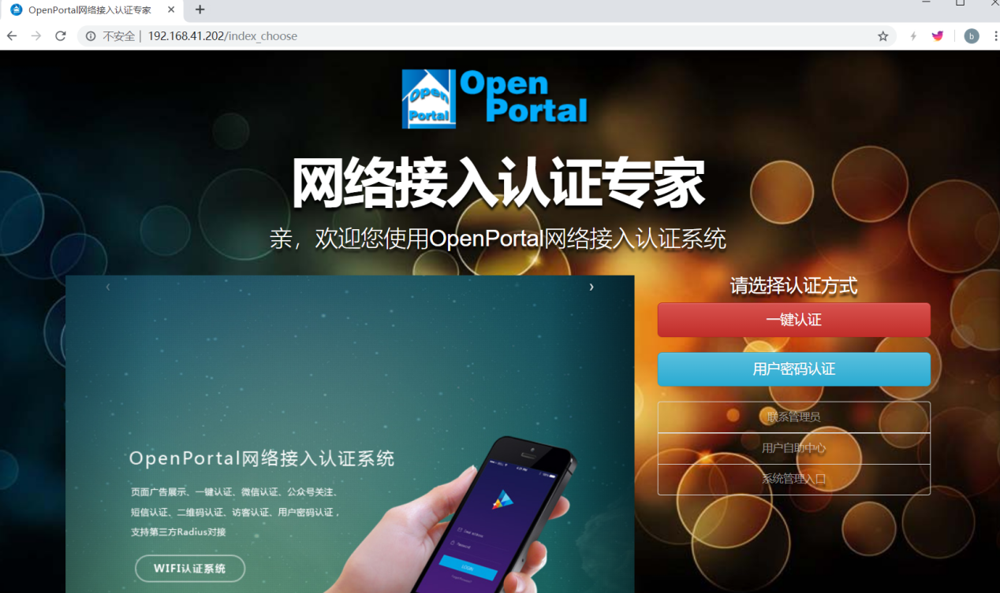 OpenPortal网络接入认证专家
不安全 | 192.168.41.202/index_choose
b
Open
Portal
Open
Portal
网络接入认证专家
亲，欢迎您使用OpenPortal网络接入认证系统
请选择认证方式
一键认证
用户密码认证
联系管理员
用户自助中心
系统管理入口
OpenPortal网络接入认证系统
页面广告展示、一键认证、微信认证、公众号关注、
短信认证、二维码认证、访客认证、用户密码认证，
支持第三方Radius对接
WIFI认证系统
LOGIN